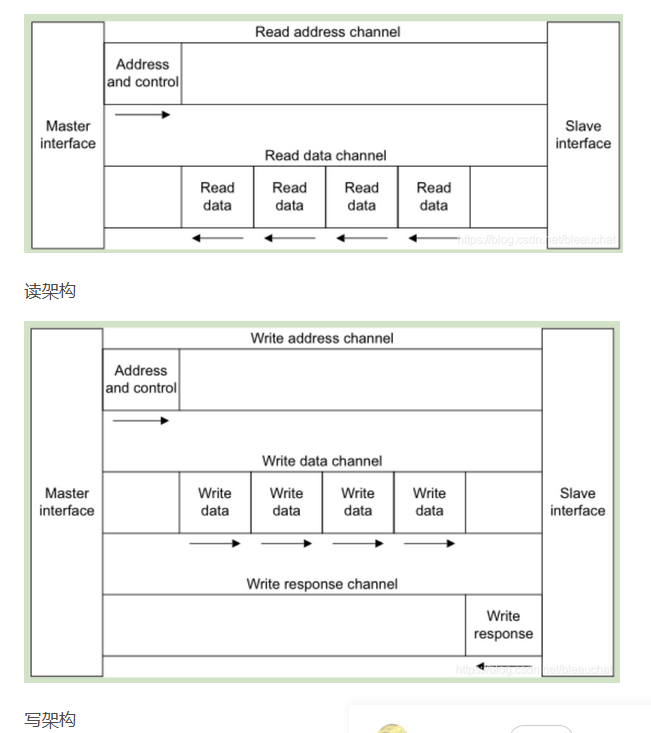 Read address channel
Address
and control
Master
interface
Slave
interface
Read data channel
Read
data
Read
data
Read
data
Read
data
https://blog.csdn.net/bleauchat
读架构
Write address channel
Address
and control
Write data channel
Master
interface
Write
data
Write
data
Write
data
Write
data
Slave
interface
Write response channel
Write
response
https://blog.csdn.net/bleauchat
写架构